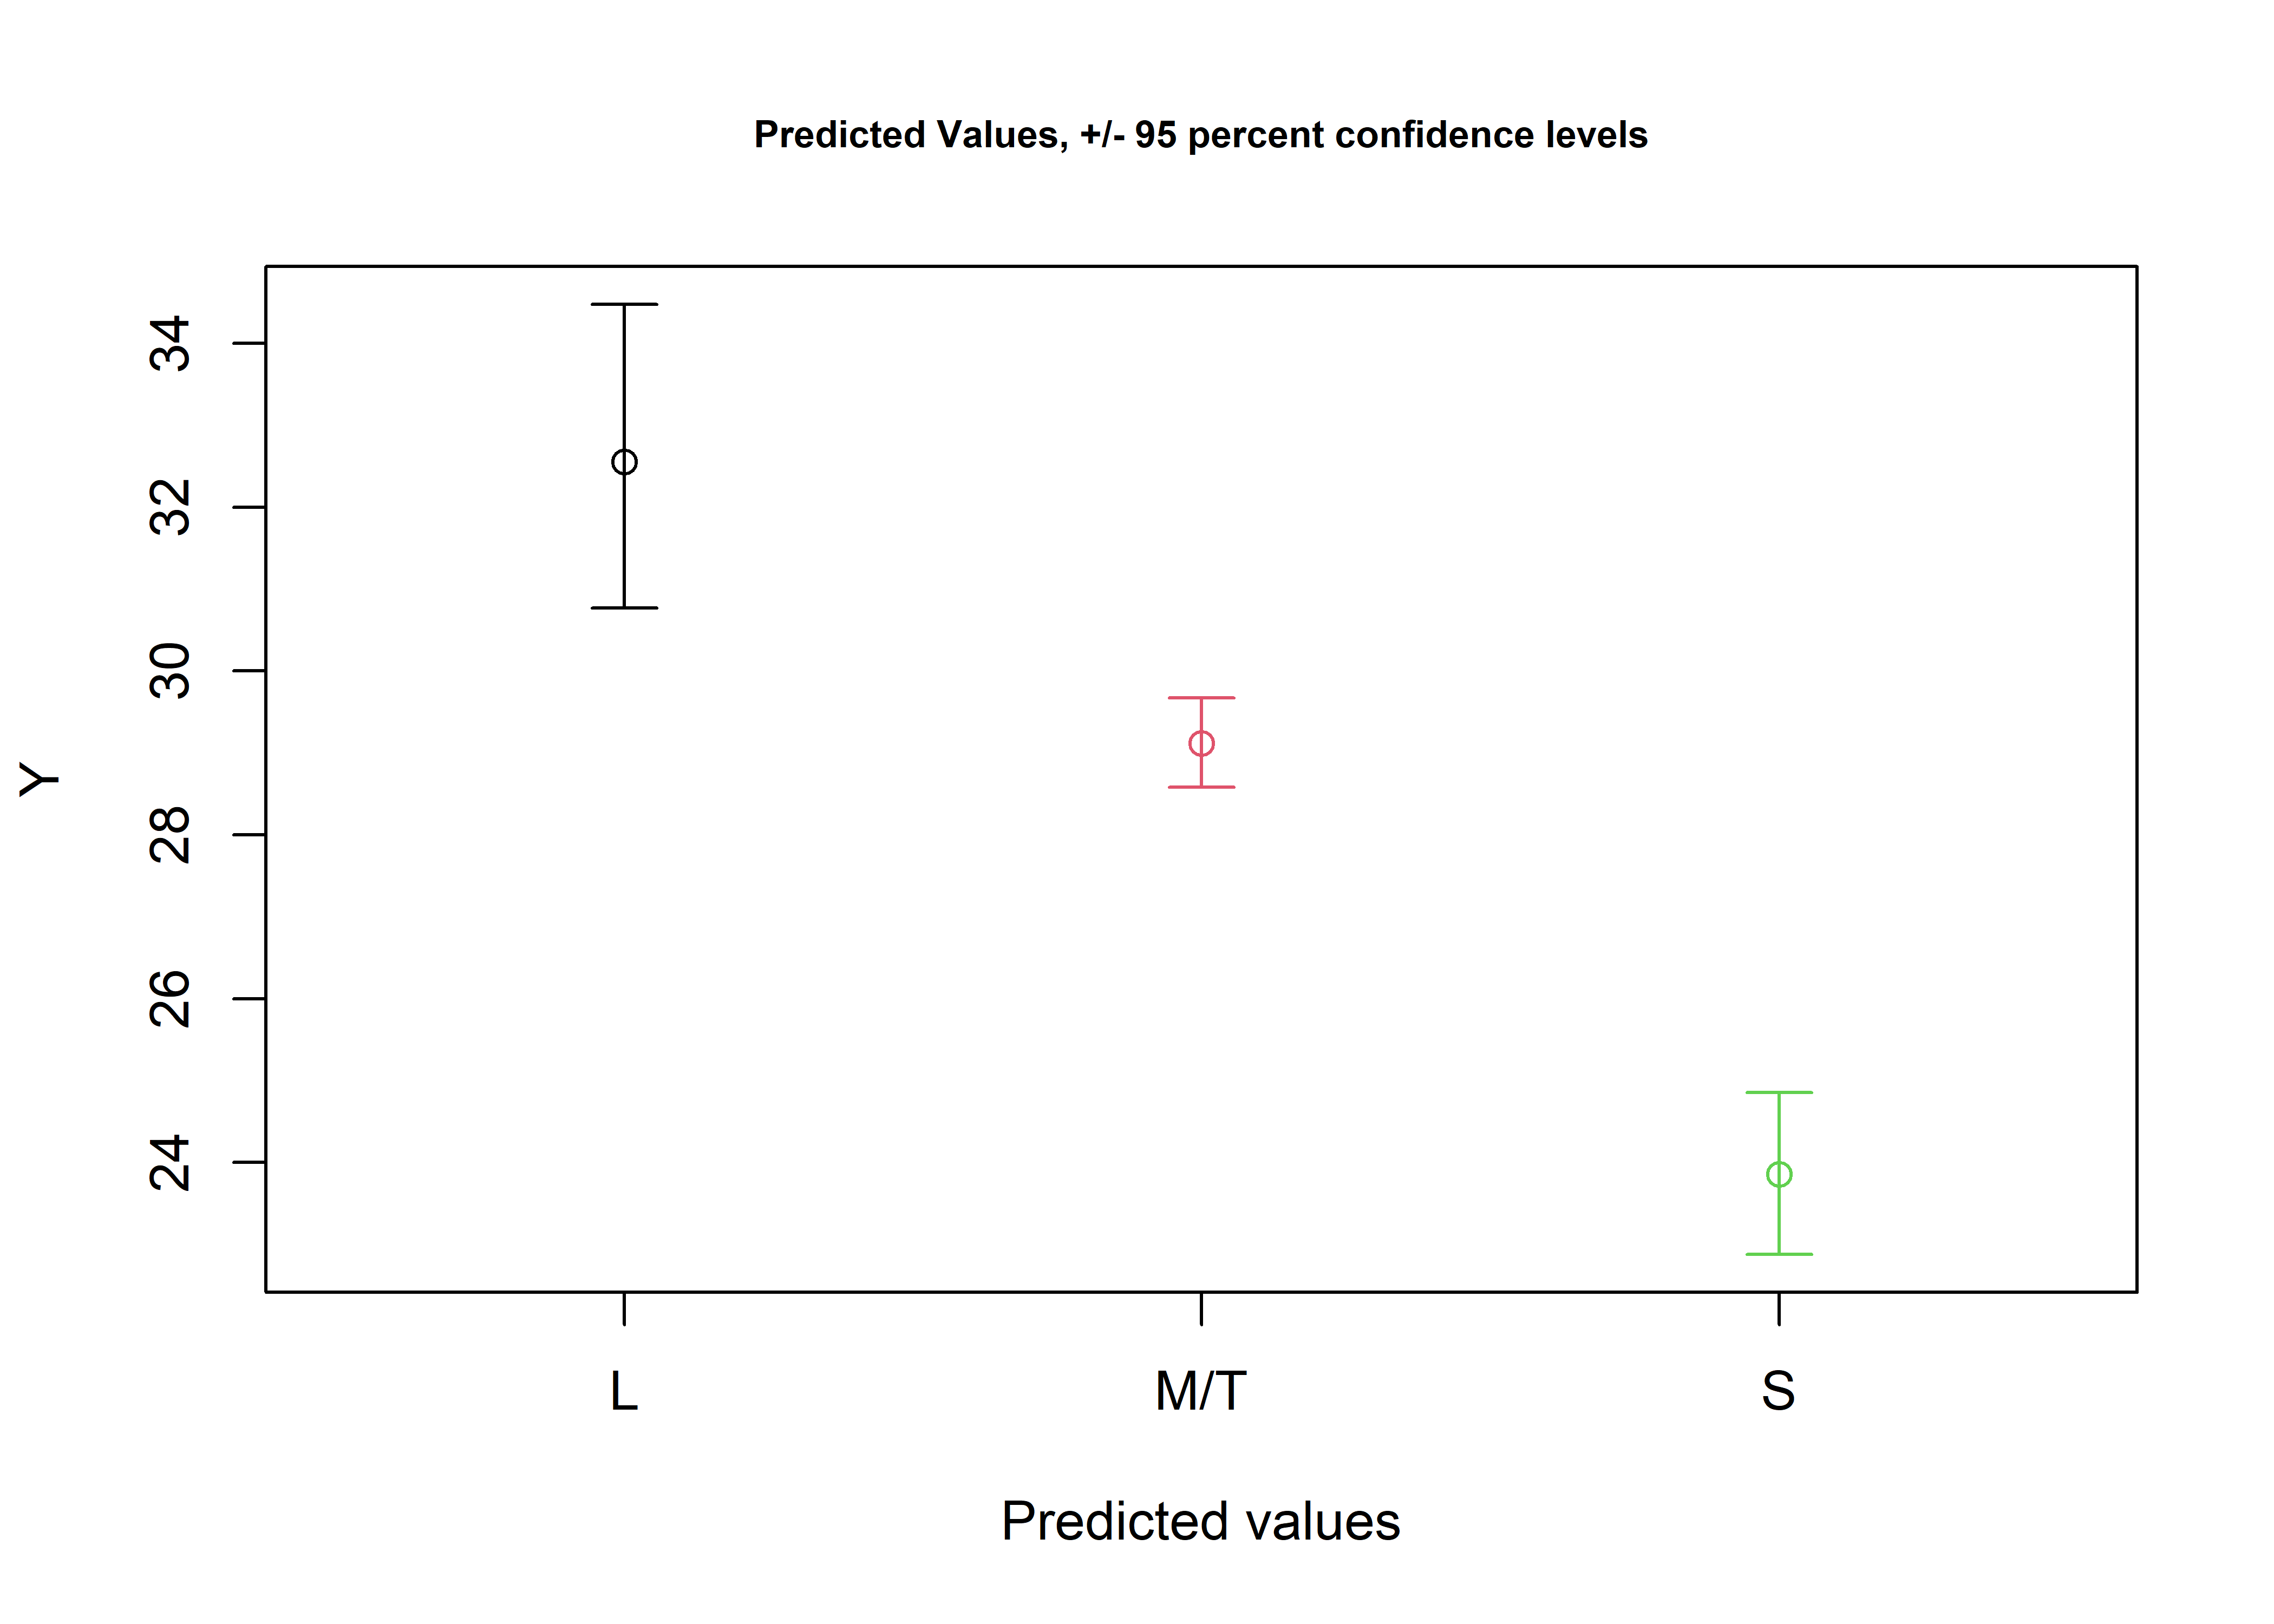 Predicted Values, +/- 95 percent confidence levels
Y
34
32
30
28
26
24
L M/T S
Predicted values